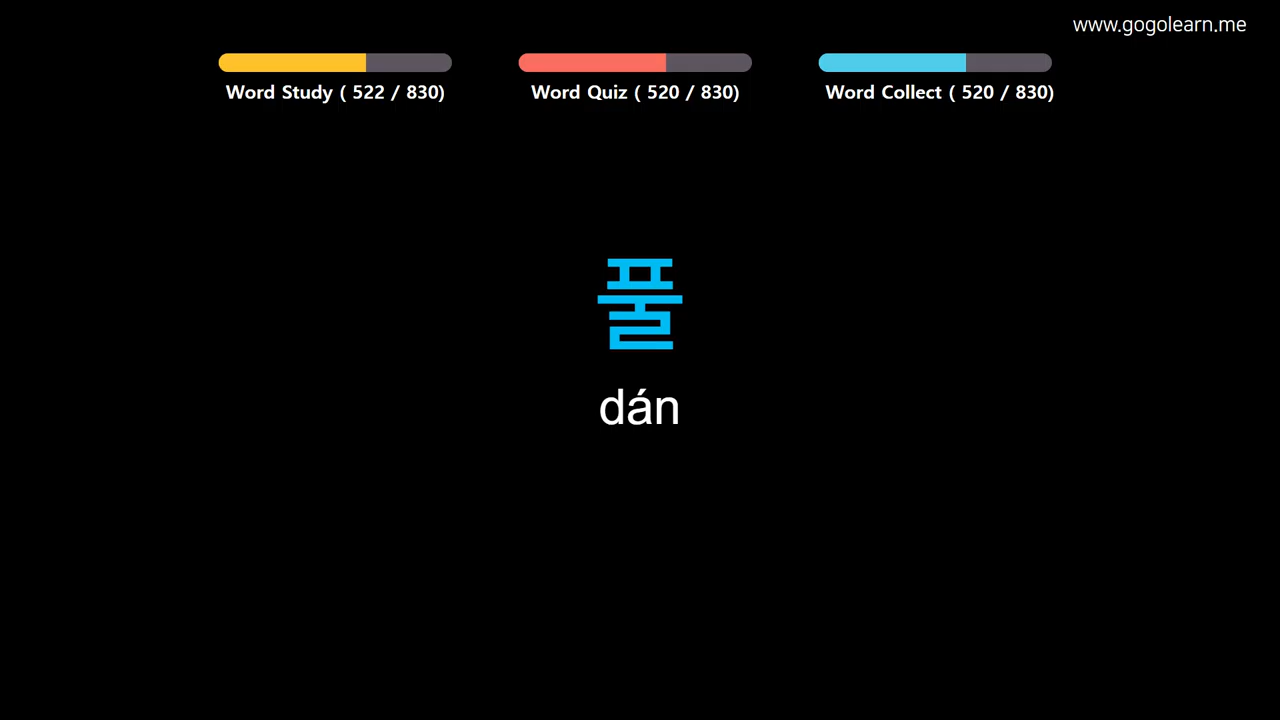 www.gogolearn.me
Word Study ( 522 / 830)
Word Quiz ( 520 / 830)
Word Collect ( 520 / 830)
풀
dán